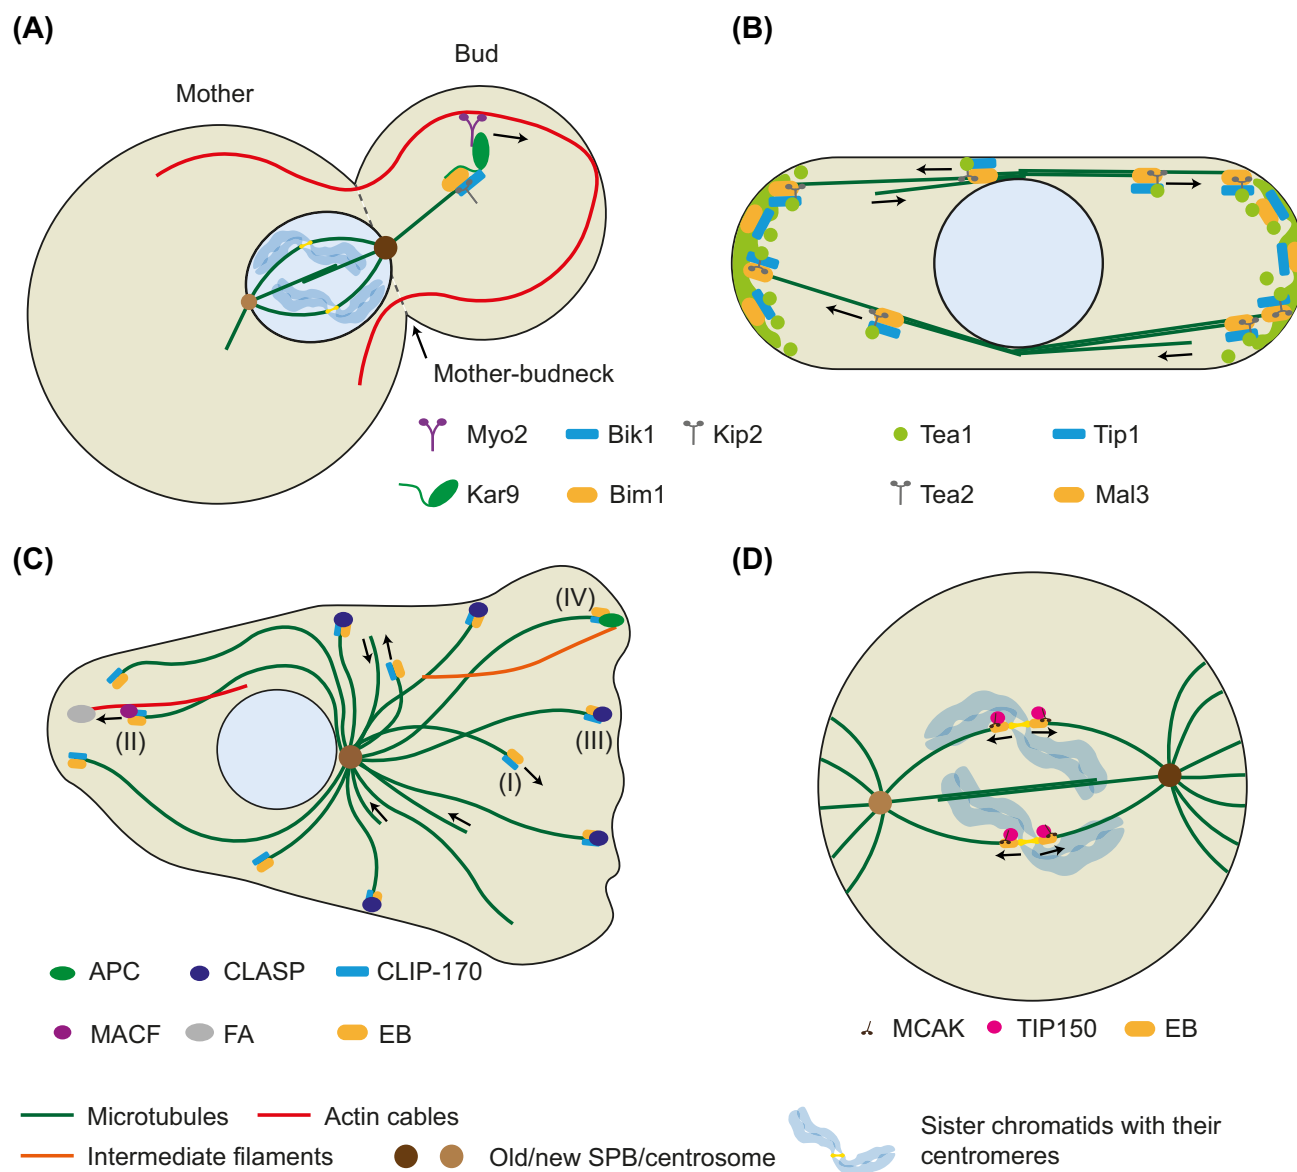 (A)
Bud
Mother
Mother-budneck
Myo2
Bik1
Kip2
Kar9
Bim1
(B)
Tea1
Tip1
Tea2
Mal3
(C)
(IV)
(II)
(III)
(I)
APC
CLASP
CLIP-170
MACF
FA
EB
(D)
MCAK
TIP150
EB
Microtubules
Actin cables
Intermediate filaments
Old/new SPB/centrosome
Sister chromatids with their
centromeres